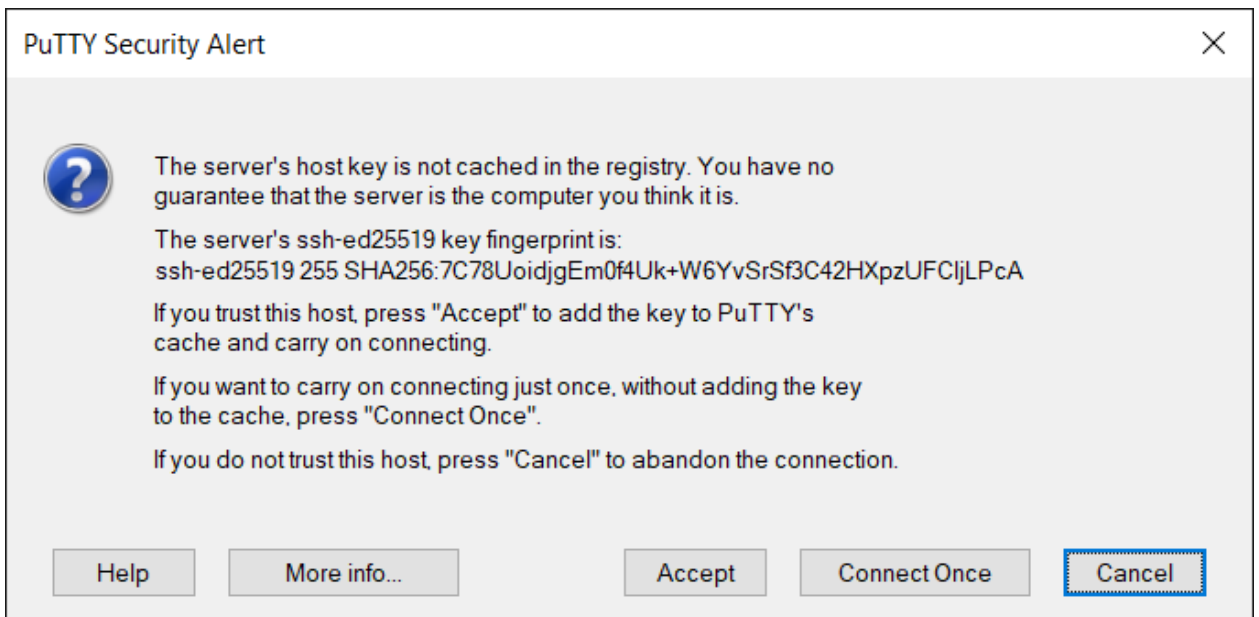 PuTTY Security Alert
The server's host key is not cached in the registry. You have no
guarantee that the server is the computer you think it is.
The server's ssh-ed25519 key fingerprint is:
ssh-ed25519 255 SHA256:7C78UoidjgEm0f4Uk+W6YvSrSf3C42HXpzUFCljLPcA
If you trust this host, press "Accept" to add the key to PuTTY's
cache and carry on connecting.
If you want to carry on connecting just once, without adding the key
to the cache, press "Connect Once".
If you do not trust this host, press "Cancel" to abandon the connection.
Help More info... Accept Connect Once Cancel